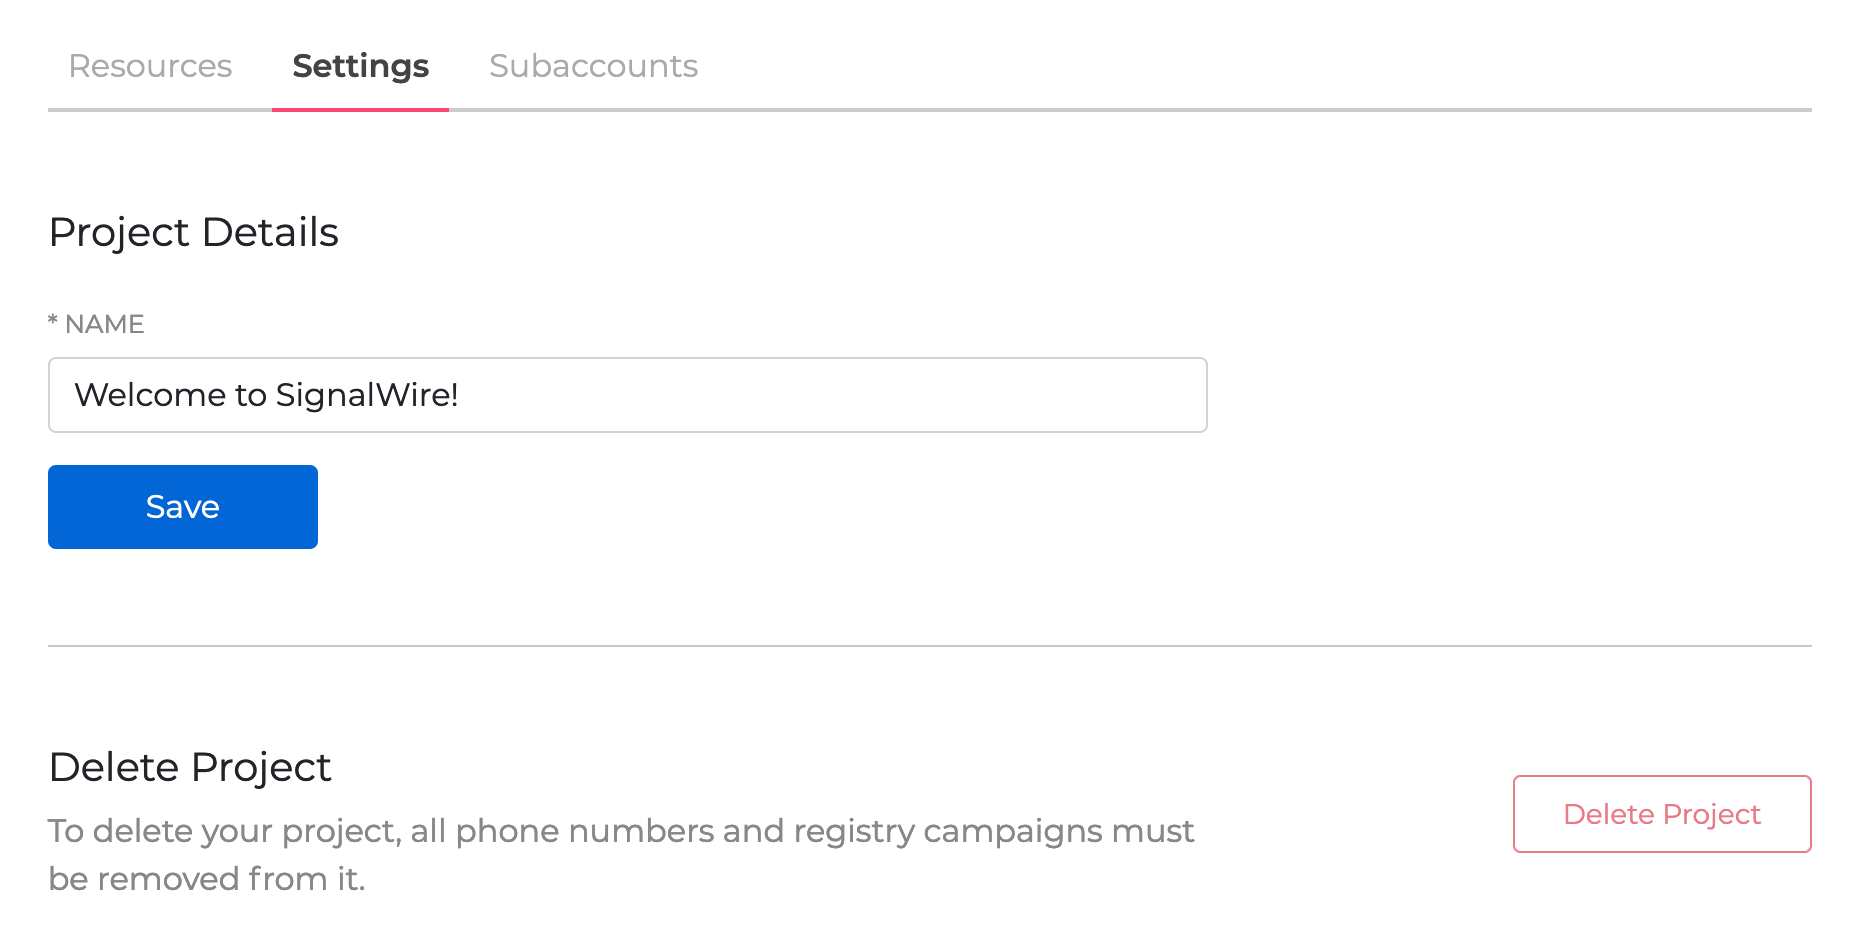 Resources Settings Subaccounts
Project Details
* NAME
Welcome to SignalWire!
Save
Delete Project
To delete your project, all phone numbers and registry campaigns must
be removed from it.
Delete Project